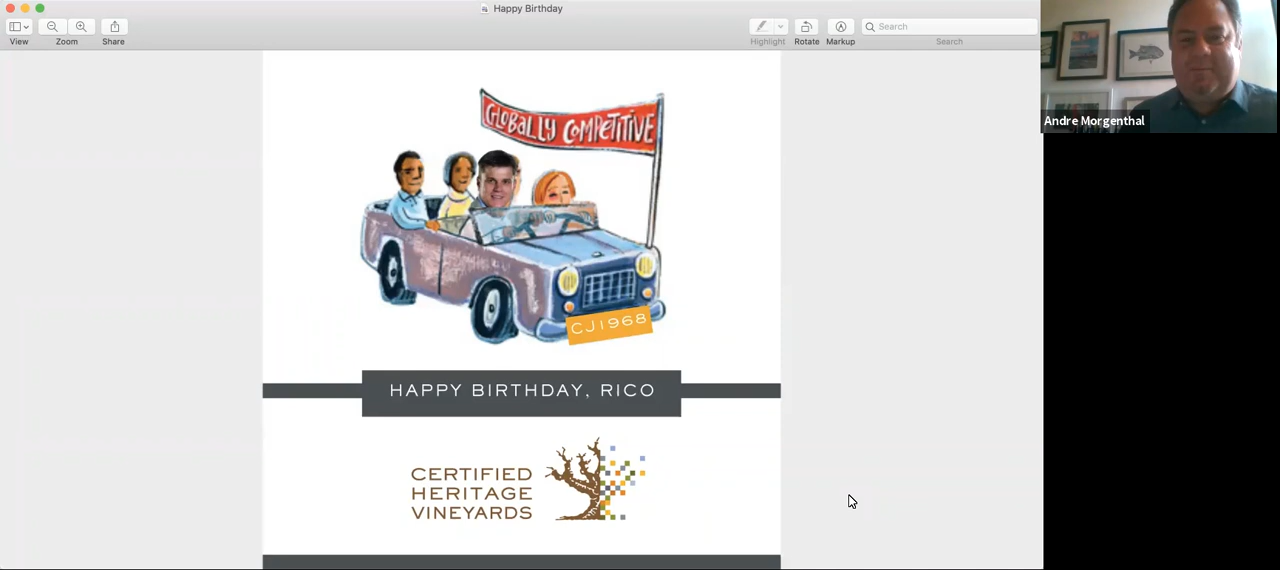 Happy Birthday
View
Zoom
Share
Highlight
Rotate
Markup
Search
Search
Andre Morgenthal
GLOBALLY COMPETITIVE
CJ1968
HAPPY BIRTHDAY, RICO
CERTIFIED
HERITAGE
VINEYARDS